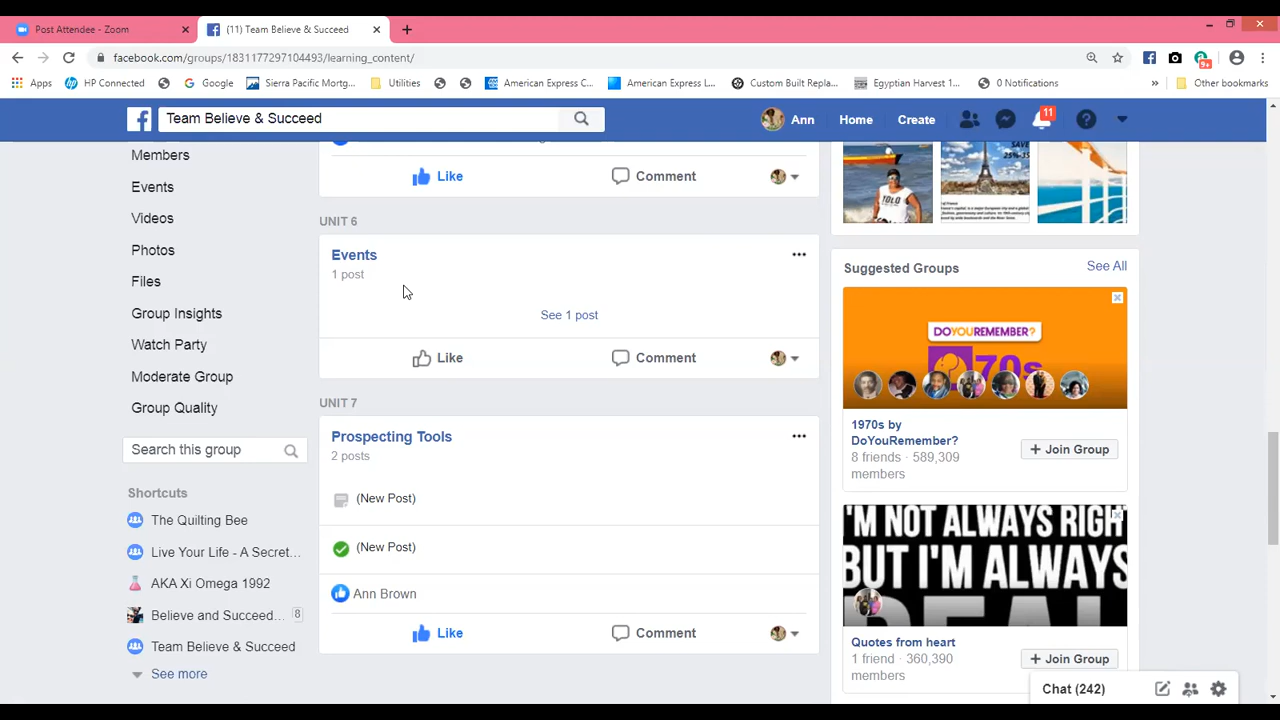 Post Attendee - Zoom
(11) Team Believe & Succeed
facebook.com/groups/1831177297104493/learning_content/
Apps
HP Connected
Google
Sierra Pacific Mortg...
Utilities
American Express C...
American Express L...
Custom Built Repla...
Egyptian Harvest 1...
0 Notifications
»
Other bookmarks
9+
Team Believe & Succeed
Ann
Home
Create
11
Members
Events
Videos
Photos
Files
Group Insights
Watch Party
Moderate Group
Group Quality
Search this group
Shortcuts
The Quilting Bee
Live Your Life - A Secret...
AKA Xi Omega 1992
Believe and Succeed...
8
Team Believe & Succeed
See more
Like
Comment
UNIT 6
Events
1 post
See 1 post
Like
Comment
UNIT 7
Prospecting Tools
2 posts
(New Post)
(New Post)
Ann Brown
Like
Comment
YOLO
SAVE
25%-35%
Suggested Groups
See All
DOYOUREMEMBER?
70s
1970s by
DoYouRemember?
8 friends · 589,309
members
+ Join Group
I'M NOT ALWAYS RIGH
BUT I'M ALWAYS
Quotes from heart
1 friend · 360,390
members
+ Join Group
Chat (242)